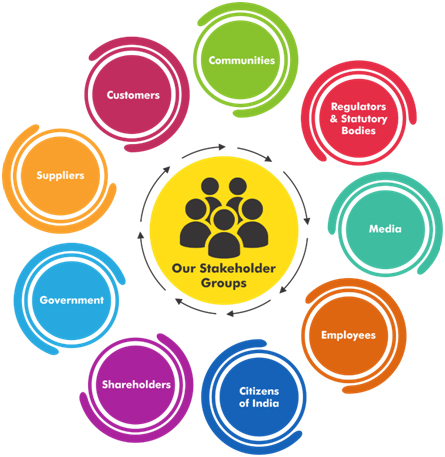 Communities
Customers
Regulators
& Statutory
Bodies
Suppliers
Media
Our Stakeholder
Groups
Government
Employees
Shareholders
Citizens
of India